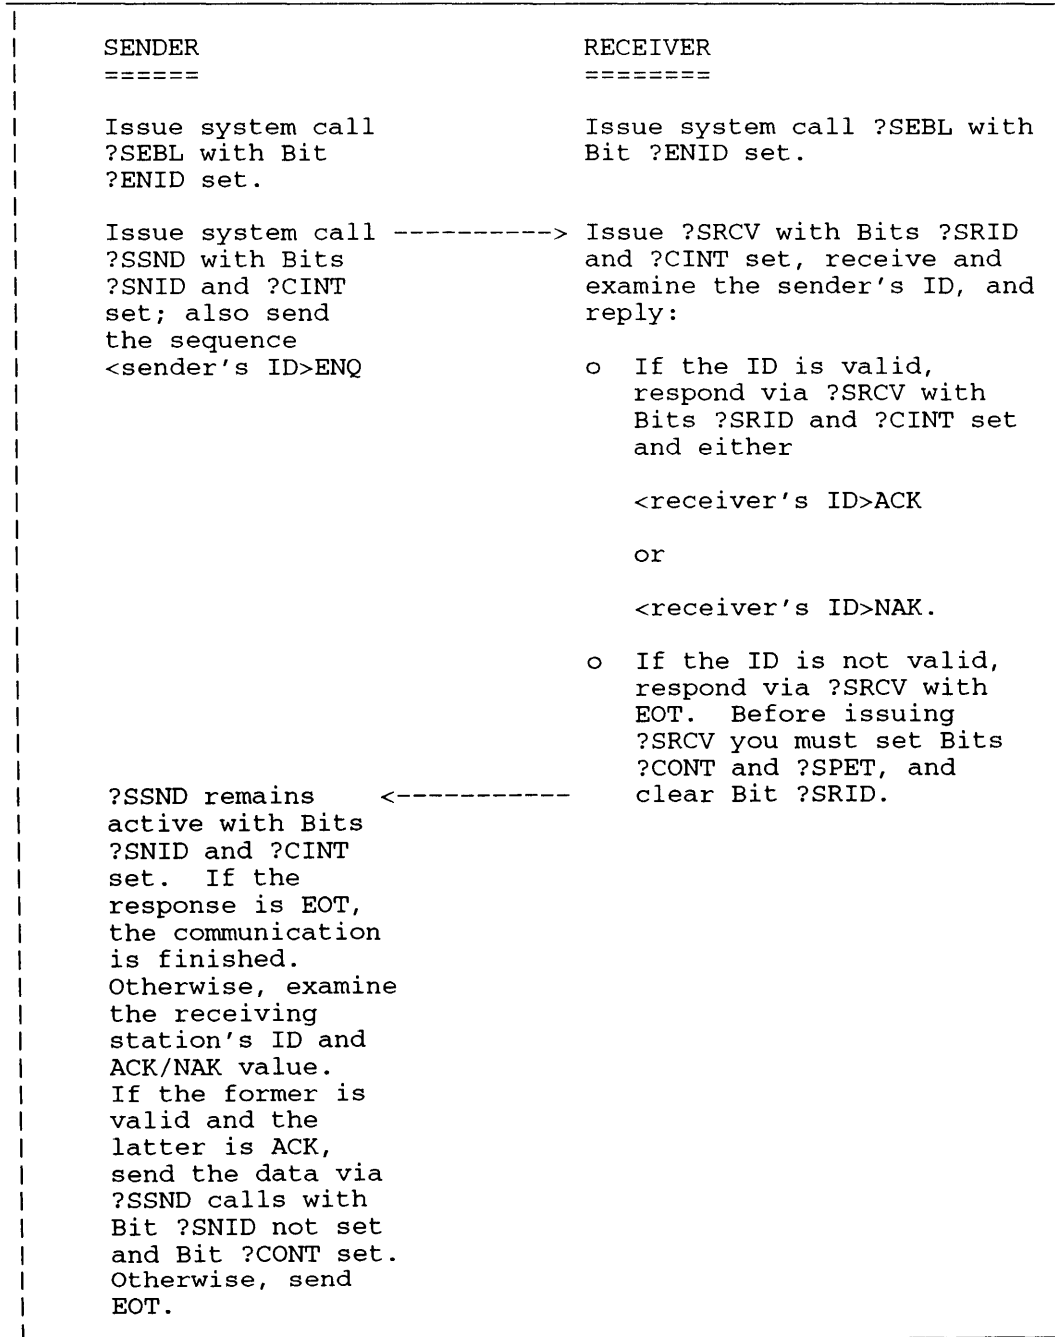 SENDER RECEIVER
====== ========
Issue system call Issue system call ?SEBL with
?SEBL with Bit Bit ?ENID set.
?ENID set.
Issue system call ----------> Issue ?SRCV with Bits ?SRID
?SSND with Bits and ?CINT set, receive and
?SNID and ?CINT examine the sender's ID, and
set; also send reply:
the sequence
<sender's ID>ENQ o If the ID is valid,
respond via ?SRCV with
Bits ?SRID and ?CINT set
and either
<receiver's ID>ACK
or
<receiver's ID>NAK.
o If the ID is not valid,
respond via ?SRCV with
EOT. Before issuing
?SRCV you must set Bits
?CONT and ?SPET, and
?SSND remains <----------- clear Bit ?SRID.
active with Bits
?SNID and ?CINT
set. If the
response is EOT,
the communication
is finished.
Otherwise, examine
the receiving
station's ID and
ACK/NAK value.
If the former is
valid and the
latter is ACK,
send the data via
?SSND calls with
Bit ?SNID not set
and Bit ?CONT set.
Otherwise, send
EOT.